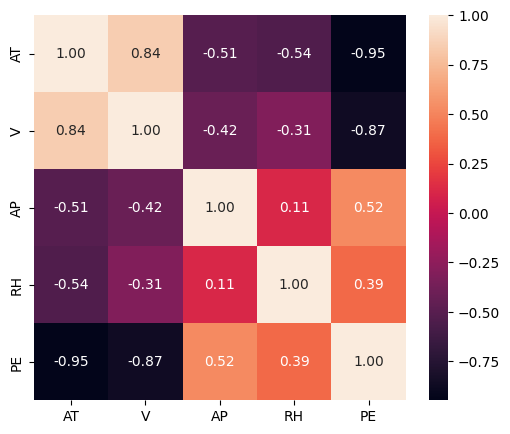 AT 1.00 0.84 -0.51 -0.54 -0.95
V 0.84 1.00 -0.42 -0.31 -0.87
AP -0.51 -0.42 1.00 0.11 0.52
RH -0.54 -0.31 0.11 1.00 0.39
PE -0.95 -0.87 0.52 0.39 1.00
AT V AP RH PE
1.00
0.75
0.50
0.25
0.00
-0.25
-0.50
-0.75